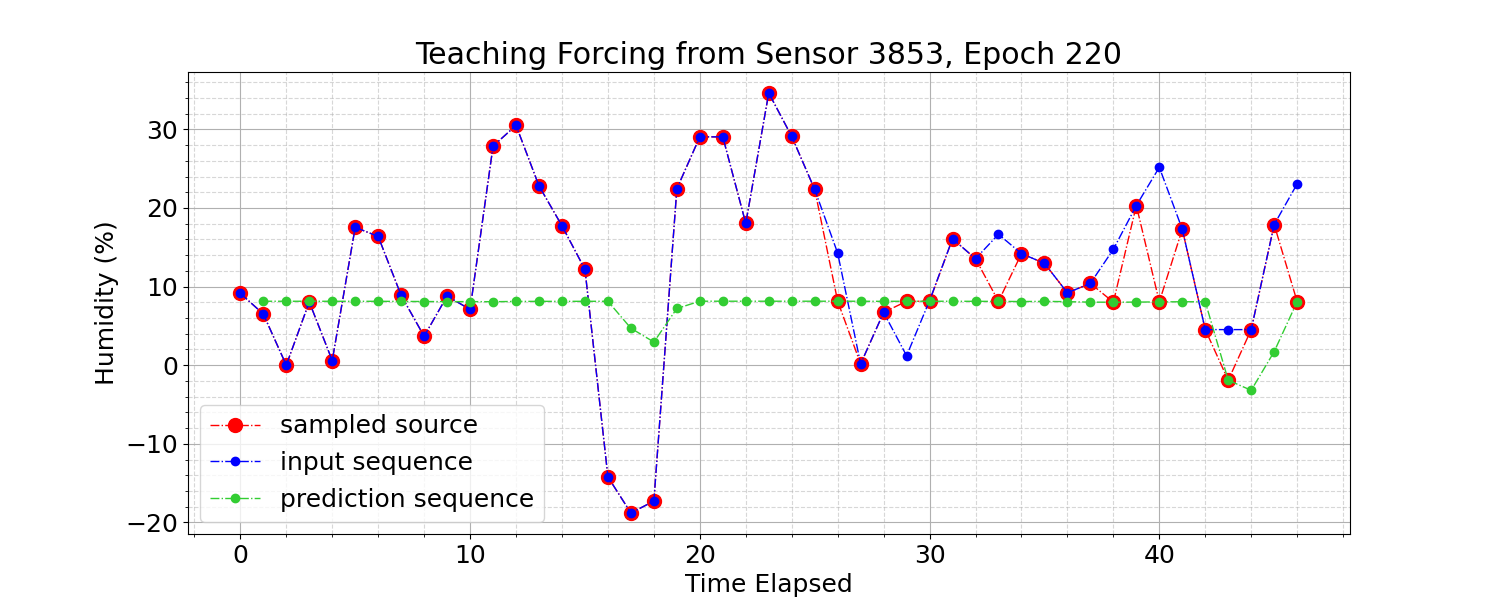 Teaching Forcing from Sensor 3853, Epoch 220
Humidity (%)
30
20
10
0
−10
−20
sampled source
input sequence
prediction sequence
0 10 20 30 40
Time Elapsed